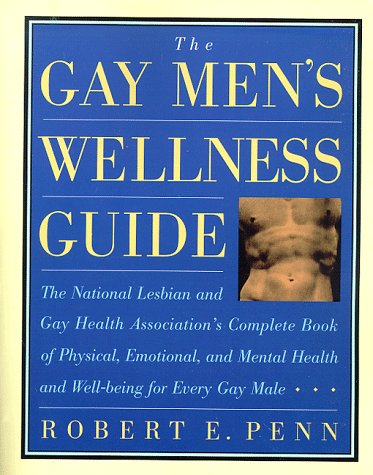 The
GAY MEN'S
WELLNESS
GUIDE
The National Lesbian and
Gay Health Association's Complete Book
of Physical, Emotional, and Mental Health
and Well-being for Every Gay Male • • •
ROBERT E. PENN